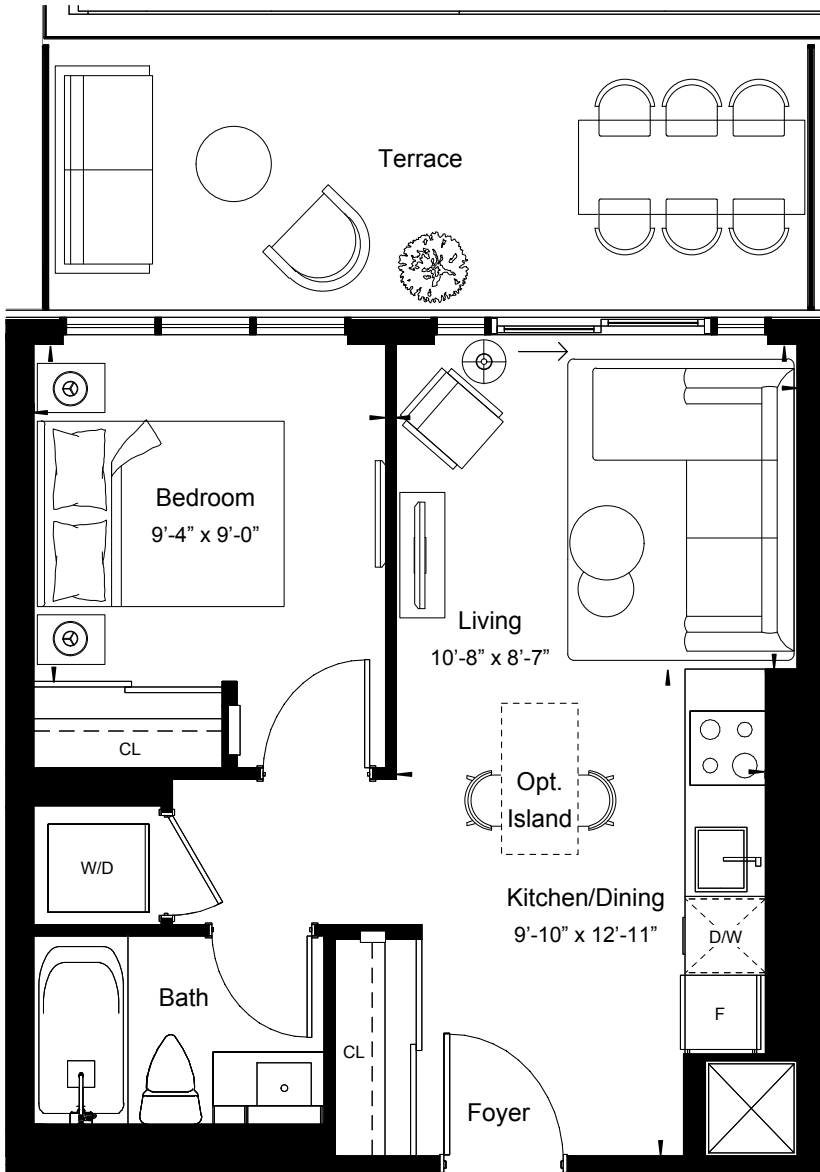 Terrace
Bedroom
9’-4” x 9’-0”
Living
10’-8” x 8’-7”
CL
Opt.
Island
W/D
Kitchen/Dining
9’-10” x 12’-11”
D/W
Bath
F
CL
Foyer